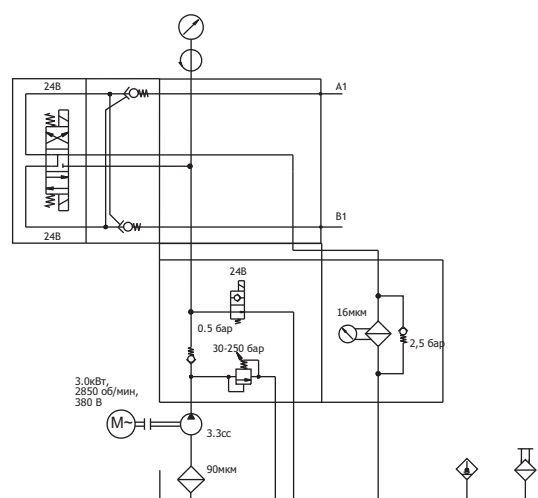 24В
A1
B1
24В
24В
0.5 бар
16мкм
2,5 бар
30-250 бар
3.0кВт,
2850 об/мин,
380 В
M~
3.3сс
90мкм